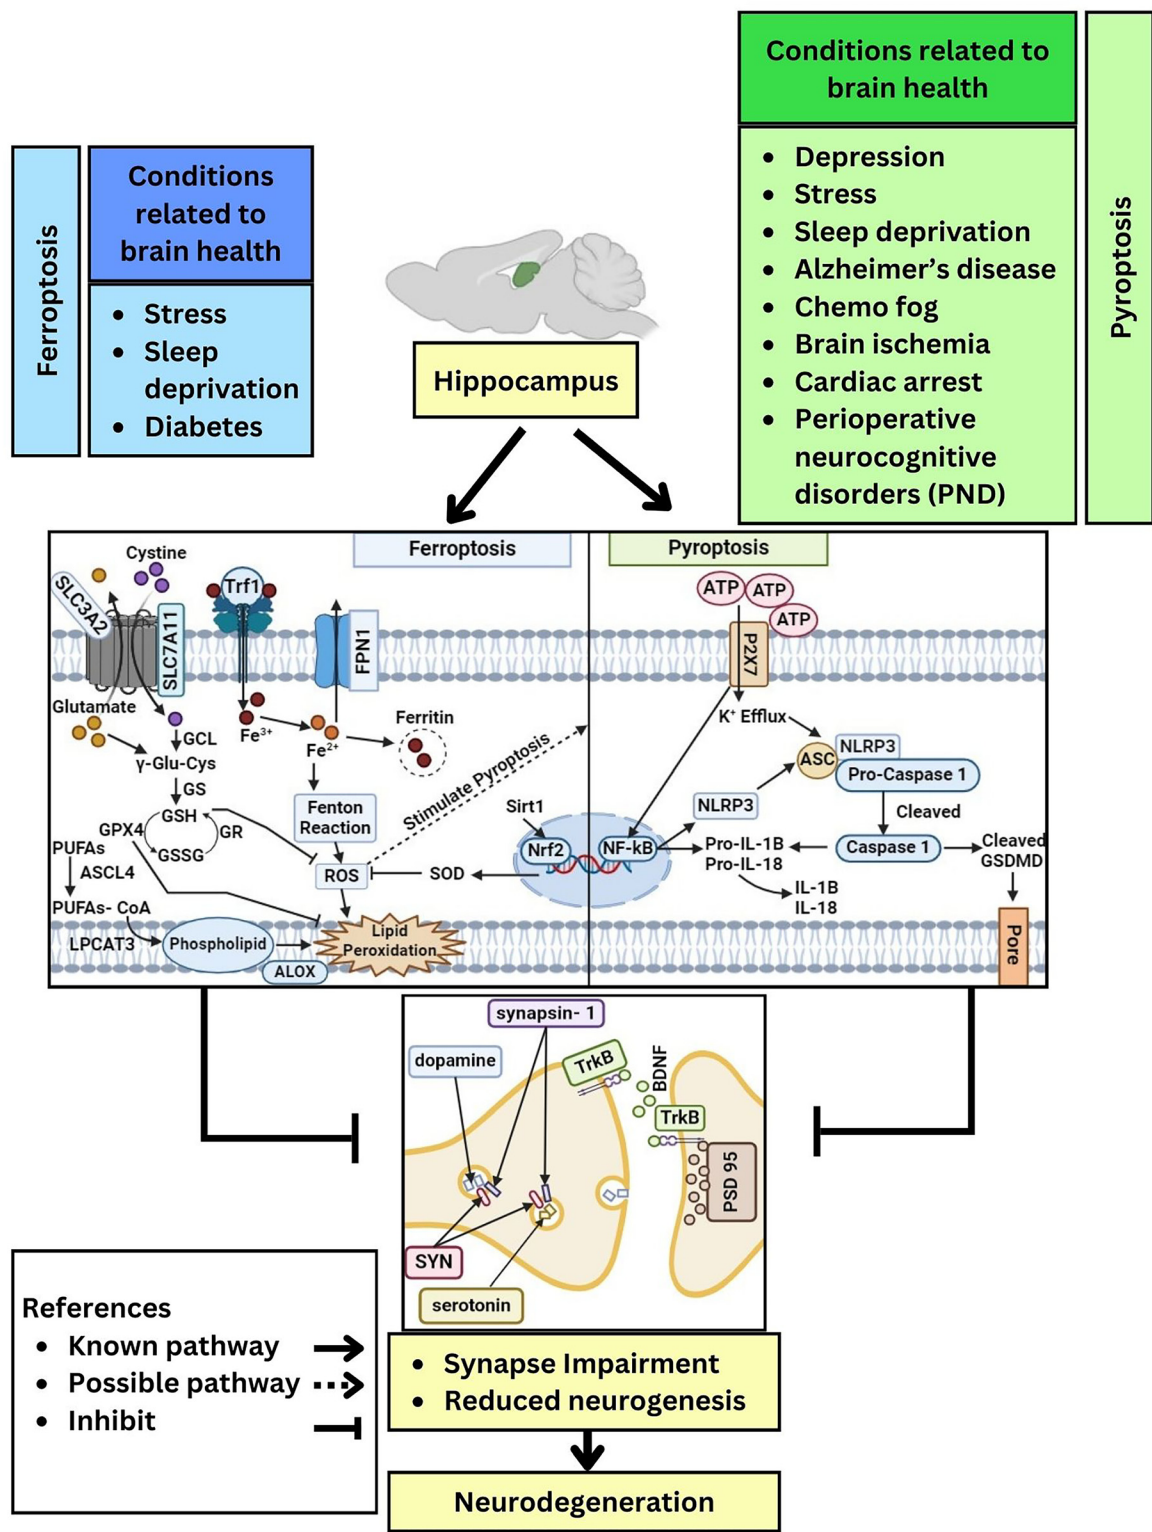 Conditions related to
brain health
Depression
Stress
Sleep deprivation
Alzheimer's disease
Chemo fog
Brain ischemia
Cardiac arrest
Perioperative
neurocognitive
disorders (PND)
Pyroptosis
Ferroptosis
Conditions
related to
brain health
Stress
Sleep
deprivation
Diabetes
Hippocampus
Ferroptosis
Cystine
SLC3A2
SLC7A11
Trf1
FPN1
Glutamate
Fe³⁺
Fe²⁺
Ferritin
GCL
γ-Glu-Cys
GS
GSH
GPX4
GR
GSSG
Fenton
Reaction
Stimulate Pyroptosis
PUFAs
ASCL4
PUFAs- CoA
LPCAT3
Phospholipid
ALOX
ROS
SOD
Lipid
Peroxidation
Sirt1
Nrf2
Pyroptosis
ATP
ATP
ATP
P2X7
K⁺ Efflux
ASC
NLRP3
Pro-Caspase 1
NLRP3
Cleaved
NF-kB
Pro-IL-1B
Pro-IL-18
Caspase 1
Cleaved
GSDMD
IL-1B
IL-18
Pore
synapsin- 1
dopamine
TrkB
BDNF
TrkB
PSD 95
SYN
serotonin
References
Known pathway
Possible pathway
Inhibit
Synapse Impairment
Reduced neurogenesis
Neurodegeneration